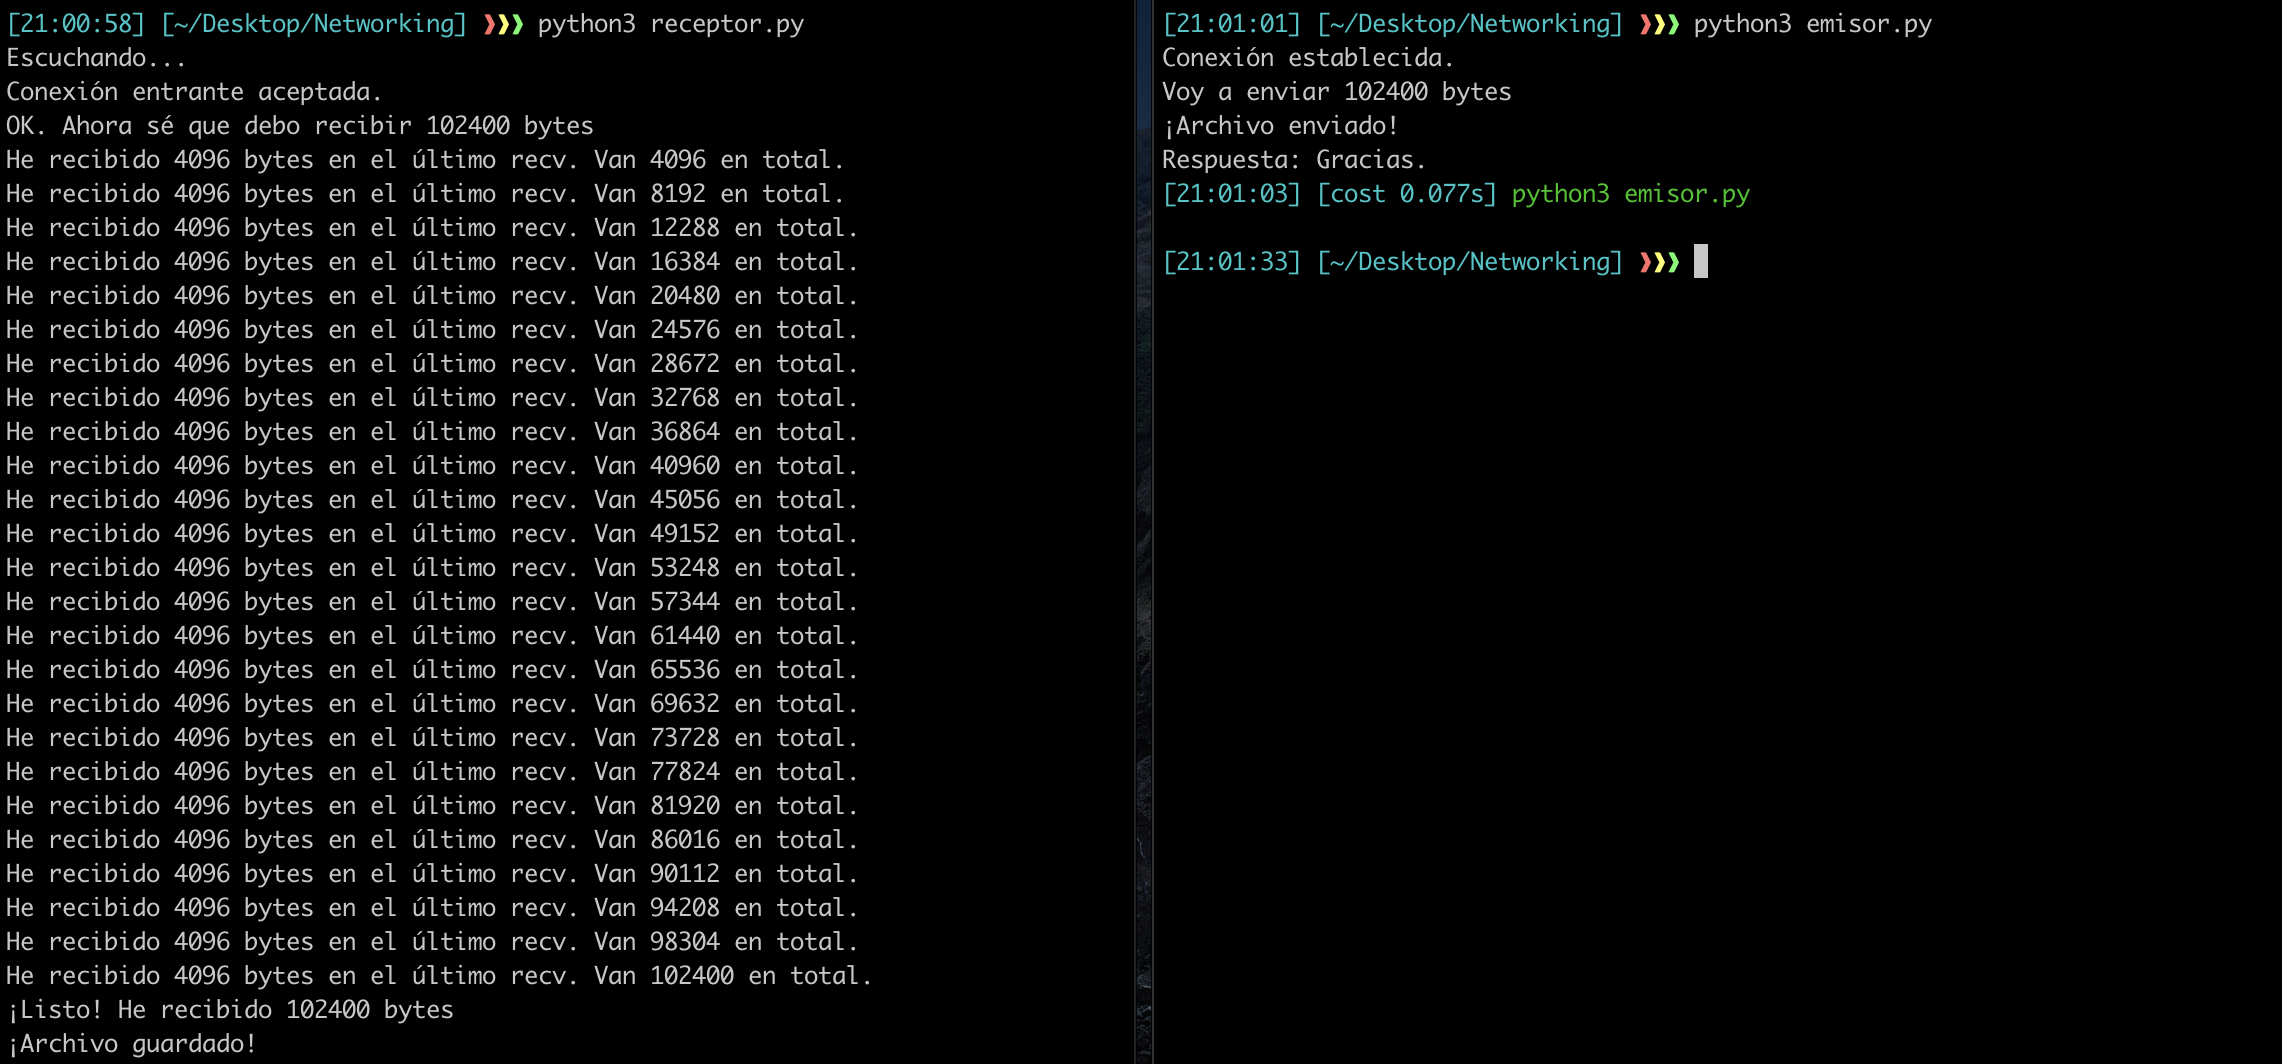 [21:00:58] [~/Desktop/Networking] ❯❯❯ python3 receptor.py
Escuchando...
Conexión entrante aceptada.
OK. Ahora sé que debo recibir 102400 bytes
He recibido 4096 bytes en el último recv. Van 4096 en total.
He recibido 4096 bytes en el último recv. Van 8192 en total.
He recibido 4096 bytes en el último recv. Van 12288 en total.
He recibido 4096 bytes en el último recv. Van 16384 en total.
He recibido 4096 bytes en el último recv. Van 20480 en total.
He recibido 4096 bytes en el último recv. Van 24576 en total.
He recibido 4096 bytes en el último recv. Van 28672 en total.
He recibido 4096 bytes en el último recv. Van 32768 en total.
He recibido 4096 bytes en el último recv. Van 36864 en total.
He recibido 4096 bytes en el último recv. Van 40960 en total.
He recibido 4096 bytes en el último recv. Van 45056 en total.
He recibido 4096 bytes en el último recv. Van 49152 en total.
He recibido 4096 bytes en el último recv. Van 53248 en total.
He recibido 4096 bytes en el último recv. Van 57344 en total.
He recibido 4096 bytes en el último recv. Van 61440 en total.
He recibido 4096 bytes en el último recv. Van 65536 en total.
He recibido 4096 bytes en el último recv. Van 69632 en total.
He recibido 4096 bytes en el último recv. Van 73728 en total.
He recibido 4096 bytes en el último recv. Van 77824 en total.
He recibido 4096 bytes en el último recv. Van 81920 en total.
He recibido 4096 bytes en el último recv. Van 86016 en total.
He recibido 4096 bytes en el último recv. Van 90112 en total.
He recibido 4096 bytes en el último recv. Van 94208 en total.
He recibido 4096 bytes en el último recv. Van 98304 en total.
He recibido 4096 bytes en el último recv. Van 102400 en total.
¡Listo! He recibido 102400 bytes
¡Archivo guardado!
[21:01:01] [~/Desktop/Networking] ❯❯❯ python3 emisor.py
Conexión establecida.
Voy a enviar 102400 bytes
¡Archivo enviado!
Respuesta: Gracias.
[21:01:03] [cost 0.077s] python3 emisor.py
[21:01:33] [~/Desktop/Networking] ❯❯❯